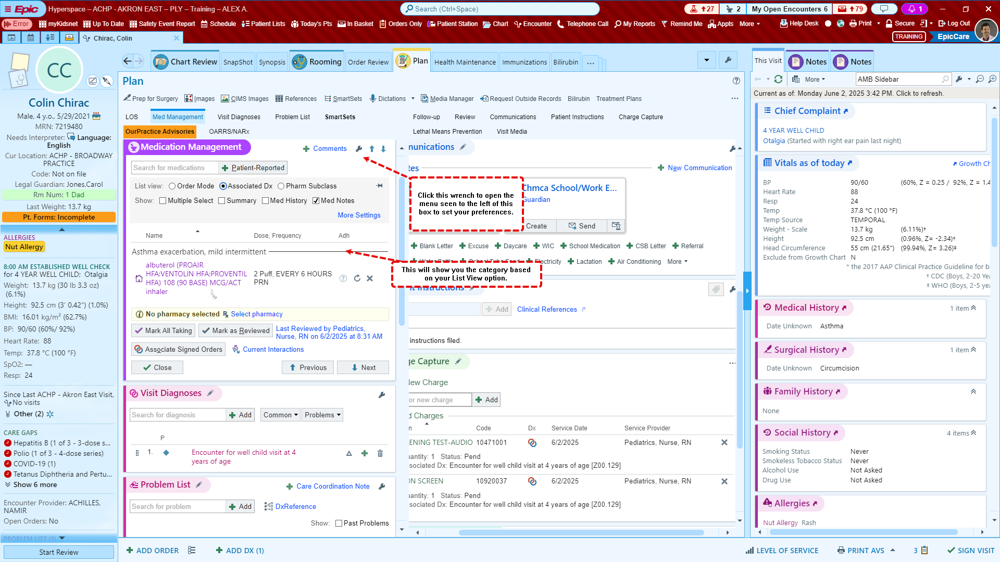 Epic Hyperspace – ACHP - AKRON EAST – PLY – Training – ALEX A.
Search (Ctrl+Space)
27
2
My Open Encounters 6
79
1
Error
myKidsnet
Up To Date
Safety Event Report
Schedule
Patient Lists
Today's Pts
In Basket
Orders Only
Patient Station
Chart
Encounter
Telephone Call
My Reports
Remind Me
Appts
More
Help Desk
Print
Secure
Log Out
Chirac, Colin
TRAINING
EpicCare
CC
Colin Chirac
Male, 4 y.o., 5/29/2021
MRN: 7219480
Needs Interpreter: Language:
English
Cur Location: ACHP - BROADWAY
PRACTICE
Code: Not on file
Legal Guardian: Jones,Carol
Rm Num: 1 Dad
Last Weight: 13.7 kg
Pt. Forms: Incomplete
ALLERGIES
Nut Allergy
8:00 AM ESTABLISHED WELL CHECK
for 4 YEAR WELL CHILD; Otalgia
Weight: 13.7 kg (30 lb 3.3 oz)
(6.1%)
Height: 92.5 cm (3' 0.42") (1.0%)
BMI: 16.01 kg/m² (62.7%)
BP: 90/60 (60%/ 92%)
Heart Rate: 88
Temp: 37.8 °C (100 °F)
SpO2: —
Resp: 24
Since Last ACHP - Akron East Visit,
No visits
Other (2)
CARE GAPS
Hepatitis B (1 of 3 - 3-dose s...
Polio (1 of 3 - 4-dose series)
COVID-19 (1)
Tetanus Diphtheria and Pertu...
Show 6 more
Encounter Provider: ACHILLES,
NAMIR
Open Orders: No
PROBLEM LIST (1)
Start Review
Chart Review
SnapShot
Synopsis
Rooming
Order Review
Plan
Health Maintenance
Immunizations
Bilirubin
...
Plan
Prep for Surgery
Images
CIMS Images
References
SmartSets
Dictations
Media Manager
Request Outside Records
Bilirubin
Treatment Plans
...
LOS
Med Management
Visit Diagnoses
Problem List
SmartSets
Follow-up
Review
Communications
Patient Instructions
Charge Capture
OurPractice Advisories
OARRS/NARx
Lethal Means Prevention
Visit Media
Medication Management
Comments
Search for medications
Patient-Reported
List view: Order Mode Associated Dx Pharm Subclass
Show: Multiple Select Summary Med History Med Notes
More Settings
Name Dose, Frequency Adh
Asthma exacerbation, mild intermittent
albuterol (PROAIR
HFA;VENTOLIN HFA;PROVENTIL
HFA) 108 (90 BASE) MCG/ACT
inhaler
2 Puff, EVERY 6 HOURS
PRN
No pharmacy selected Select pharmacy
Mark All Taking
Mark as Reviewed
Last Reviewed by Pediatrics,
Nurse, RN on 6/2/2025 at 8:31 AM
Associate Signed Orders
Current Interactions
Close
Previous
Next
Visit Diagnoses
Search for diagnosis
Add
Common
Problems
P
1.
Encounter for well child visit at 4
years of age
Problem List
Care Coordination Note
Search for problem
Add
DxReference
Show: Past Problems
Click this wrench to open the
menu seen to the left of this
box to set your preferences.
This will show you the category based
on your List View option.
munications
tes
New Communication
Chmca School/Work E...
Guardian
Create
Send
Blank Letter
Excuse
Daycare
WIC
School Medication
CSB Letter
Referral
Electricity
Lactation
Air Conditioning
More
Add
Clinical References
instructions filed.
ge Capture
...
New Charge
for new charge
Add
d Charges
n Code Dx Service Date Service Provider
ENING TEST-AUDIO 10471001 6/2/2025 Pediatrics, Nurse, RN
uantity: 1 Status: Pend
ssociated Dx: Encounter for well child visit at 4 years of age [Z00.129]
ON SCREEN 10920037 6/2/2025 Pediatrics, Nurse, RN
uantity: 1 Status: Pend
ssociated Dx: Encounter for well child visit at 4 years of age [Z00.129]
This Visit
Notes
Notes
More
AMB Sidebar
Current as of: Monday June 2, 2025 3:42 PM. Click to refresh.
Chief Complaint
4 YEAR WELL CHILD
Otalgia (Started with right ear pain last night)
Vitals as of today
Growth Ch
BP 90/60 (60%, Z = 0.25 / 92%, Z = 1.4
Heart Rate 88
Resp 24
Temp 37.8 °C (100 °F)
Temp Source TEMPORAL
Weight - Scale 13.7 kg (6.11%)†
Height 92.5 cm (0.96%, Z= -2.34)†
Head Circumference 55 cm (21.65") (99.94%, Z= 3.26)‡
Exclude from Growth Chart N
* the 2017 AAP Clinical Practice Guideline for bo
† CDC (Boys, 2-20 Yea
‡ WHO (Boys, 2-5 yea
Medical History
1 item
Date Unknown Asthma
Surgical History
1 item
Date Unknown Circumcision
Family History
None
Social History
4 items
Smoking Status Never
Smokeless Tobacco Status Never
Alcohol Use Not Asked
Drug Use Not Asked
Allergies
Nut Allergy Rash
ADD ORDER
ADD DX (1)
LEVEL OF SERVICE
PRINT AVS
3
SIGN VISIT